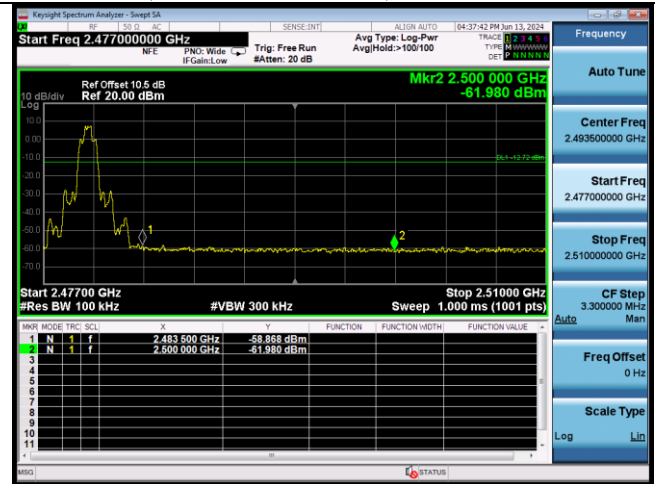 Keysight Spectrum Analyzer - Swept SA
RF 50 Ω AC SENSE:INT ALIGN AUTO 04:37:42 PM Jun 13, 2024
Start Freq 2.477000000 GHz
NFE PNO: Wide IFGain:Low
Trig: Free Run #Atten: 20 dB
Avg Type: Log-Pwr Avg|Hold:>100/100
TRACE 1 2 3 4 5 6
TYPE M W W W W W
DET P N N N N N
Mkr2 2.500 000 GHz
-61.980 dBm
Ref Offset 10.5 dB
10 dB/div Ref 20.00 dBm
Log
10.0
0.00
-10.0
-20.0
-30.0
-40.0
-50.0
-60.0
-70.0
DL1 -12.72 dBm
1
2
Start 2.47700 GHz Stop 2.51000 GHz
#Res BW 100 kHz #VBW 300 kHz Sweep 1.000 ms (1001 pts)
MKR MODE TRC SCL X Y FUNCTION FUNCTION WIDTH FUNCTION VALUE
1 N 1 f 2.483 500 GHz -58.868 dBm
2 N 1 f 2.500 000 GHz -61.980 dBm
3
4
5
6
7
8
9
10
11
MSG STATUS
Frequency
Auto Tune
Center Freq
2.493500000 GHz
Start Freq
2.477000000 GHz
Stop Freq
2.510000000 GHz
CF Step
3.300000 MHz
Auto Man
Freq Offset
0 Hz
Scale Type
Log Lin